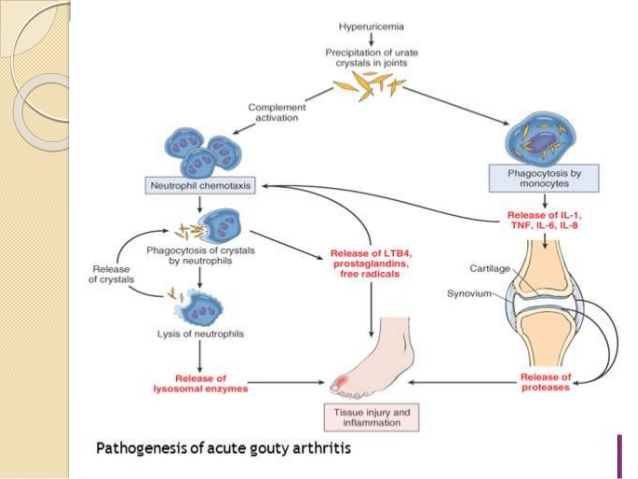 Hyperuricemia
Precipitation of urate
crystals in joints
Complement
activation
Neutrophil chemotaxis
Phagocytosis by
monocytes
Release of IL-1,
TNF, IL-6, IL-8
Phagocytosis of crystals
by neutrophils
Release
of crystals
Release of LTB4,
prostaglandins,
free radicals
Cartilage
Synovium
Lysis of neutrophils
Release of
lysosomal enzymes
Release of
proteases
Tissue injury and
inflammation
Pathogenesis of acute gouty arthritis